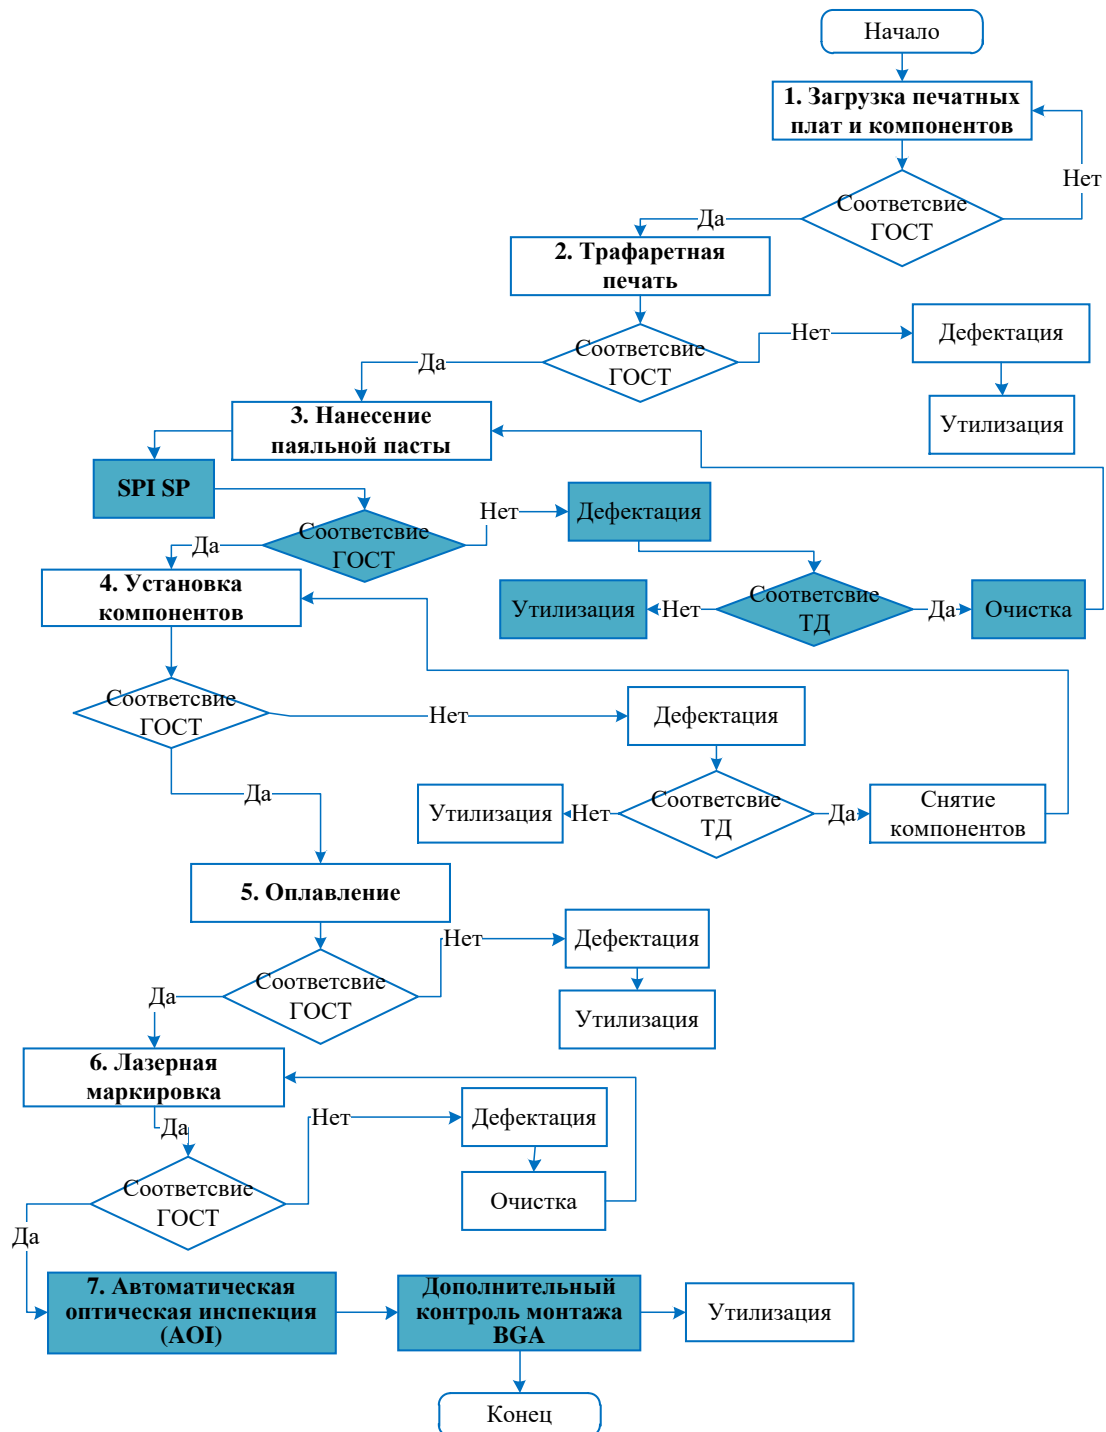 Начало
1. Загрузка печатных
плат и компонентов
Нет
Соответсвие
ГОСТ
Да
2. Трафаретная
печать
Соответсвие
ГОСТ
Нет
Дефектация
Утилизация
Да
3. Нанесение
паяльной пасты
SPI SP
Соответсвие
ГОСТ
Нет
Дефектация
Да
4. Установка
компонентов
Утилизация
Нет
Соответсвие
ТД
Да
Очистка
Соответсвие
ГОСТ
Нет
Дефектация
Да
Утилизация
Нет
Соответсвие
ТД
Да
Снятие
компонентов
5. Оплавление
Нет
Дефектация
Соответсвие
ГОСТ
Да
Утилизация
6. Лазерная
маркировка
Да
Нет
Дефектация
Соответсвие
ГОСТ
Очистка
Да
7. Автоматическая
оптическая инспекция
(AOI)
Дополнительный
контроль монтажа
BGA
Утилизация
Конец